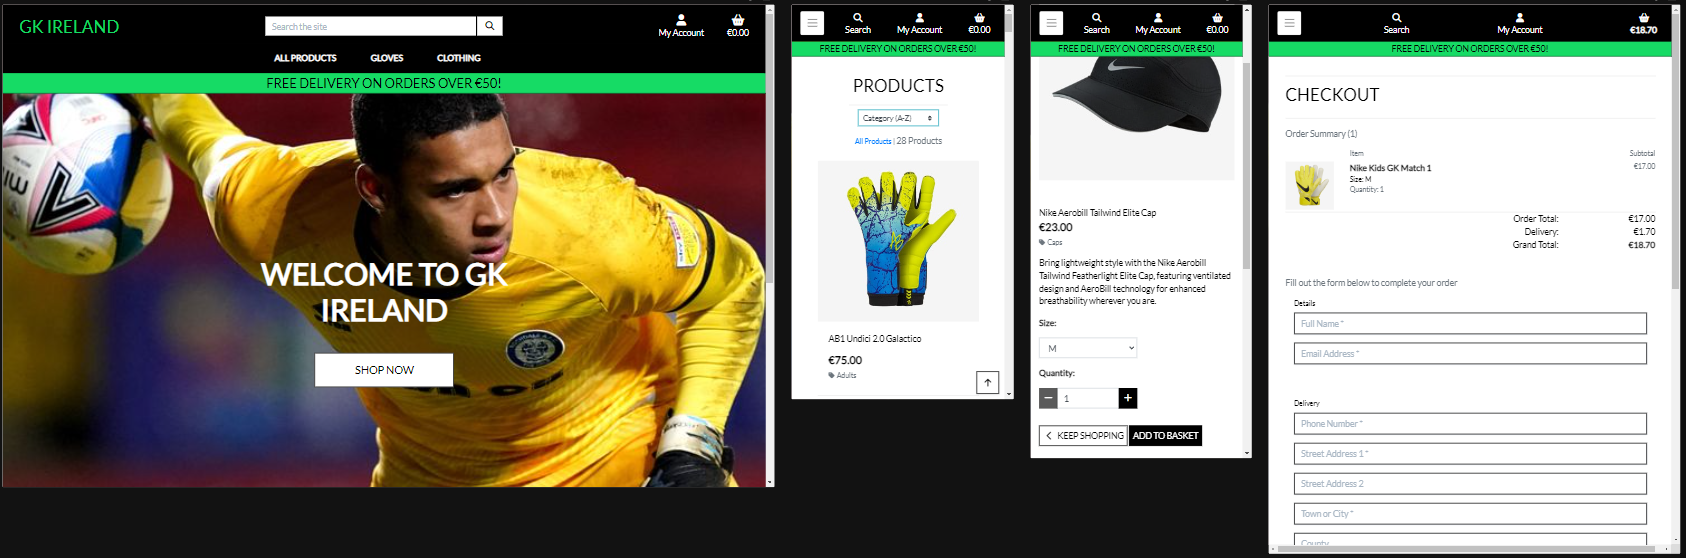 GK IRELAND
Search the site
My Account
€0.00
ALL PRODUCTS GLOVES CLOTHING
FREE DELIVERY ON ORDERS OVER €50!
WELCOME TO GK
IRELAND
SHOP NOW
Search
My Account
€0.00
FREE DELIVERY ON ORDERS OVER €50!
PRODUCTS
Category (A-Z)
All Products | 28 Products
AB1 Undici 2.0 Galactico
€75.00
Adults
Search
My Account
€0.00
FREE DELIVERY ON ORDERS OVER €50!
Nike Aerobill Tailwind Elite Cap
€23.00
Caps
Bring lightweight style with the Nike Aerobill
Tailwind Featherlight Elite Cap, featuring ventilated
design and AeroBill technology for enhanced
breathability wherever you are.
Size:
M
Quantity:
1
KEEP SHOPPING
ADD TO BASKET
Search
My Account
€18.70
FREE DELIVERY ON ORDERS OVER €50!
CHECKOUT
Order Summary (1)
Item Subtotal
Nike Kids GK Match 1 €17.00
Size: M
Quantity: 1
Order Total: €17.00
Delivery: €1.70
Grand Total: €18.70
Fill out the form below to complete your order
Details
Full Name *
Email Address *
Delivery
Phone Number *
Street Address 1 *
Street Address 2
Town or City *
County